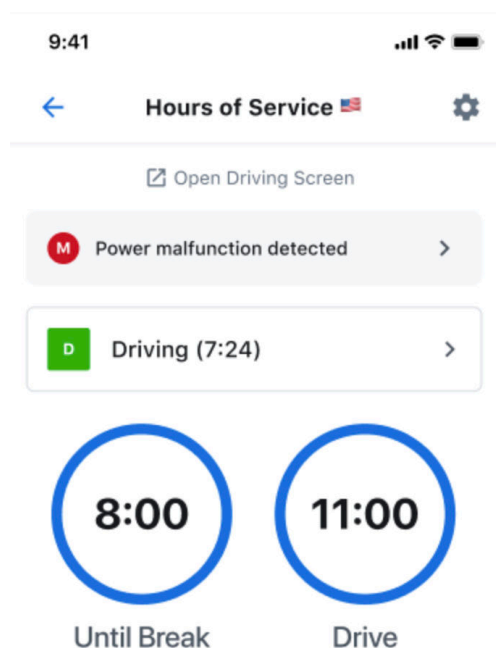 9:41
Hours of Service 🇺🇸
Open Driving Screen
M Power malfunction detected
D Driving (7:24)
8:00 11:00
Until Break Drive